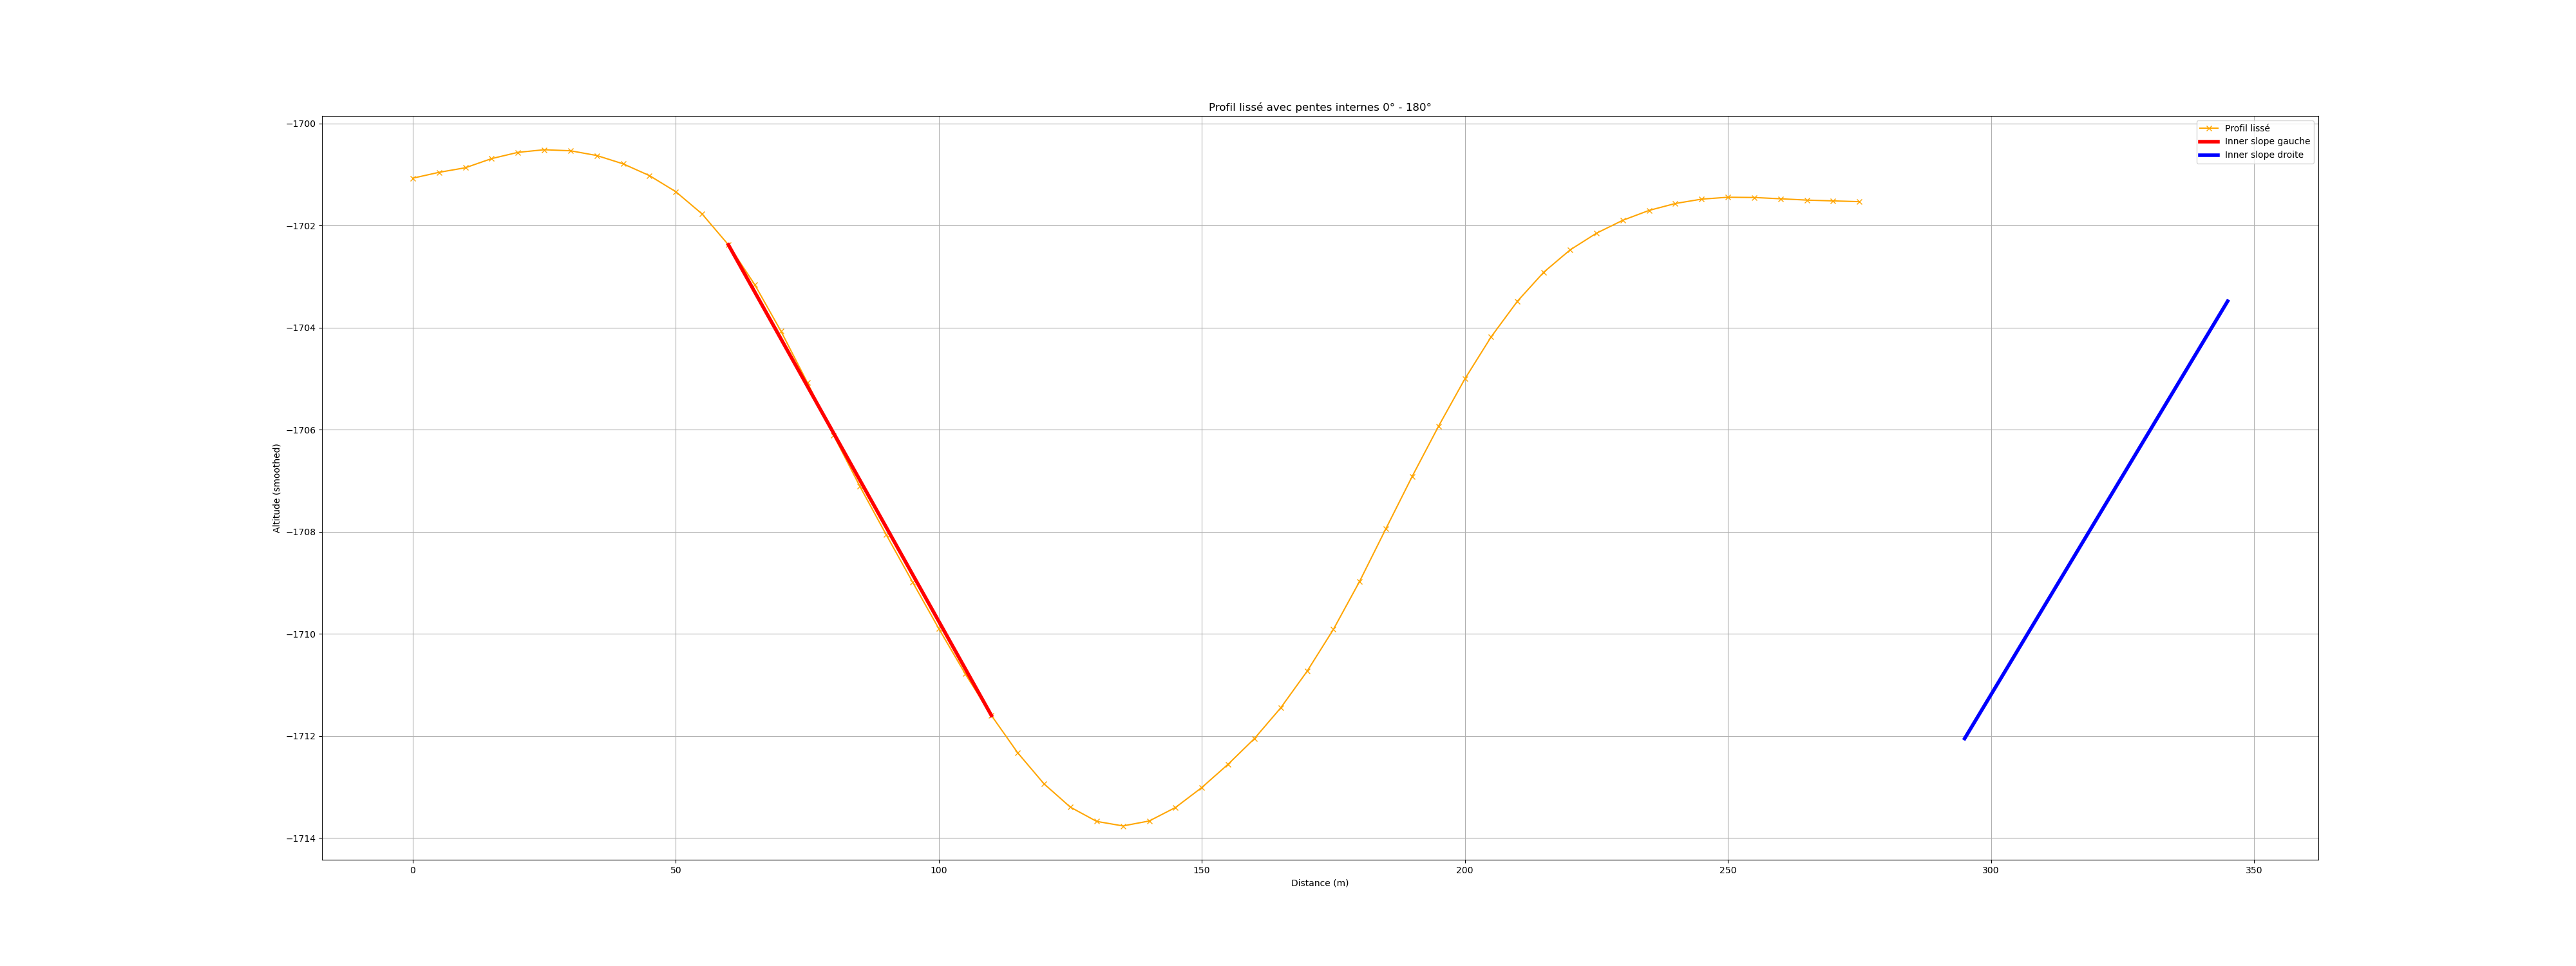 Profil lissé avec pentes internes 0° - 180°
Profil lissé
Inner slope gauche
Inner slope droite
Altitude (smoothed)
−1700
−1702
−1704
−1706
−1708
−1710
−1712
−1714
0
50
100
150
200
250
300
350
Distance (m)